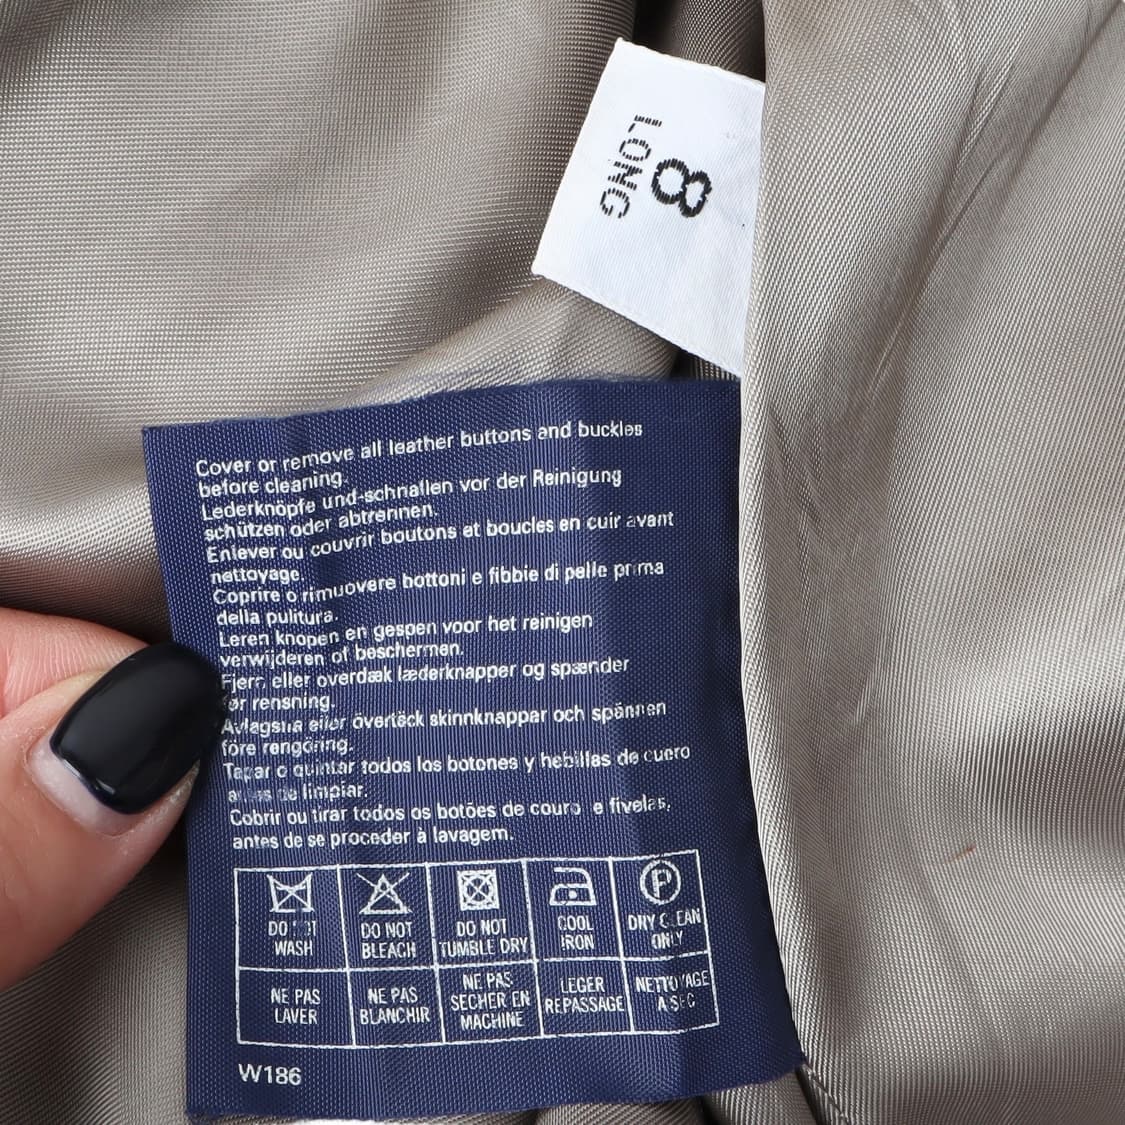 8
LONG
Cover or remove all leather buttons and buckles
before cleaning.
Lederknöpfe und-schnallen vor der Reinigung
schützen oder abtrennen.
Enlever ou couvrir boutons et boucles en cuir avant
nettoyage.
Coprire o rimuovere bottoni e fibbie di pelle prima
della pulitura.
Leren knopen en gespen voor het reinigen
verwijderen of beschermen.
Fjern eller overdæk læderknapper og spænder
før rensning.
Avlagsna eller övertäck skinnknappar och spännen
före rengöring.
Tapar o quintar todos los botones y hebillas de cuero
antes de limpiar.
Cobrir ou tirar todos os botões de couro e fivelas,
antes de se proceder à lavagem.
P
DO NOT WASH
DO NOT BLEACH
DO NOT TUMBLE DRY
COOL IRON
DRY CLEAN ONLY
NE PAS LAVER
NE PAS BLANCHIR
NE PAS SECHER EN MACHINE
LEGER REPASSAGE
NETTOYAGE A SEC
W186